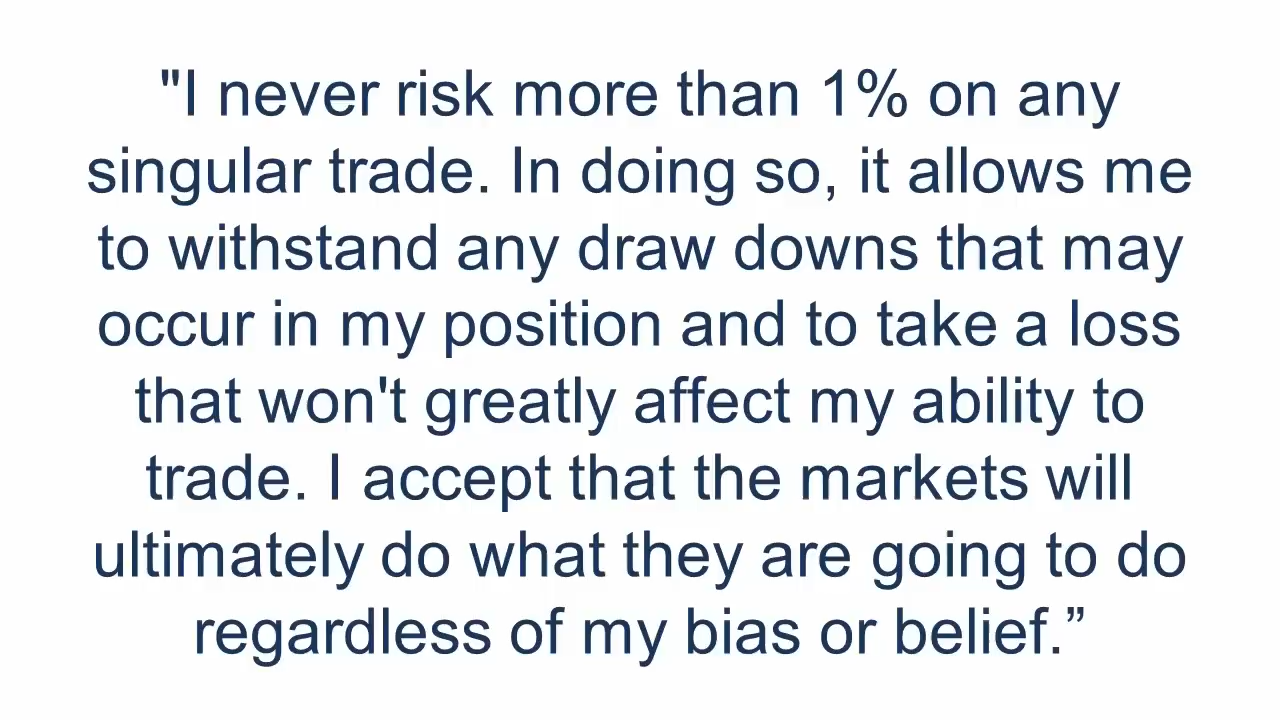 "I never risk more than 1% on any
singular trade. In doing so, it allows me
to withstand any draw downs that may
occur in my position and to take a loss
that won't greatly affect my ability to
trade. I accept that the markets will
ultimately do what they are going to do
regardless of my bias or belief.”